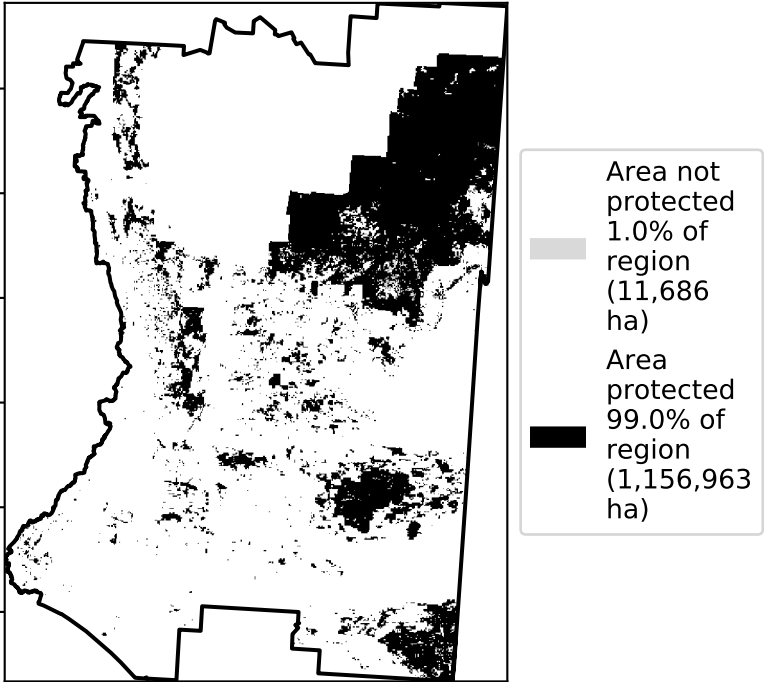 Area not
protected
1.0% of
region
(11,686
ha)
Area
protected
99.0% of
region
(1,156,963
ha)